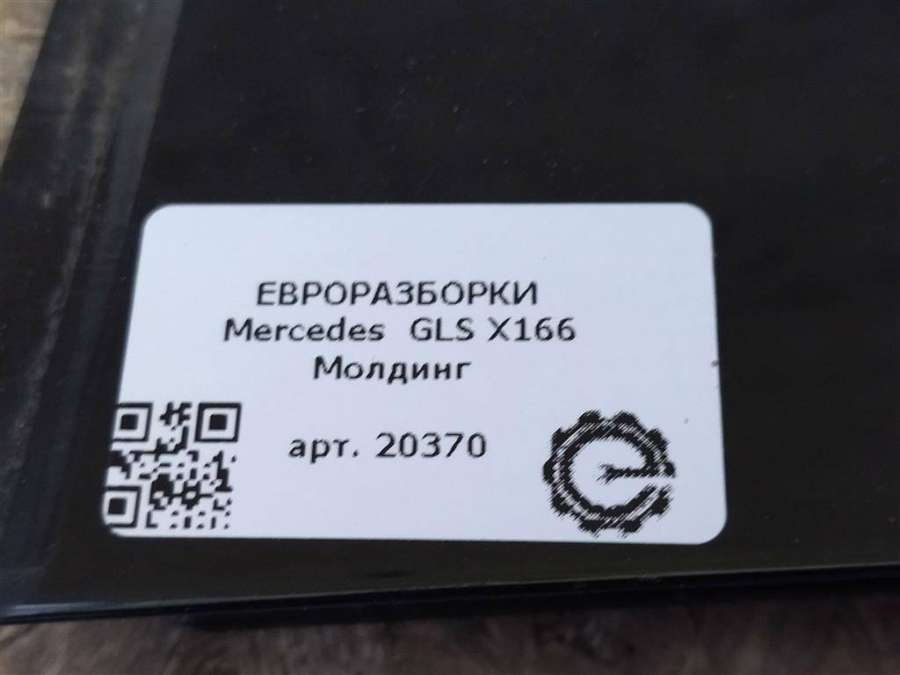 ЕВРОРАЗБОРКИ
Mercedes GLS X166
Молдинг
арт. 20370